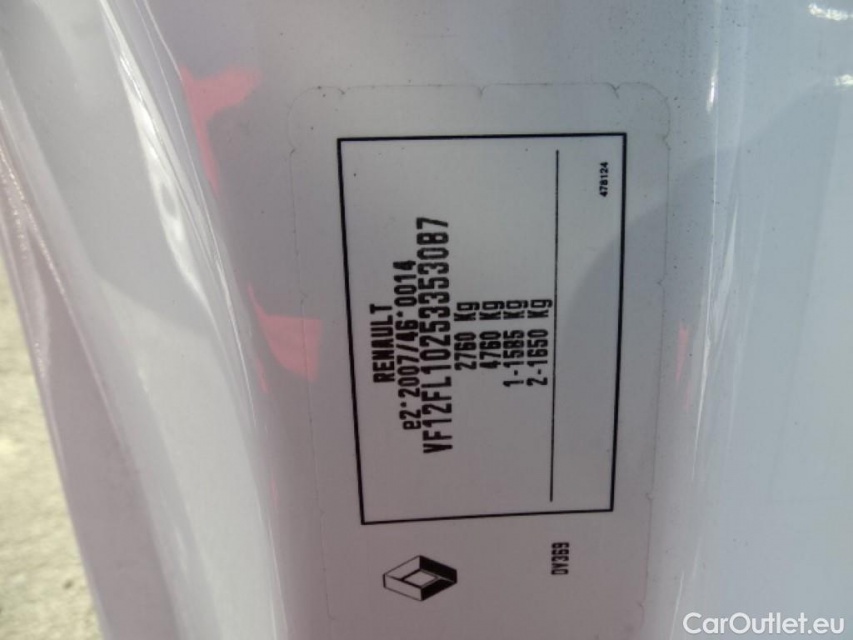 RENAULT
e2*2007/46*0014
VF12FL10253353087
2760 Kg
4760 Kg
1-1585 Kg
2-1650 Kg
478124
DV369
CarOutlet.eu